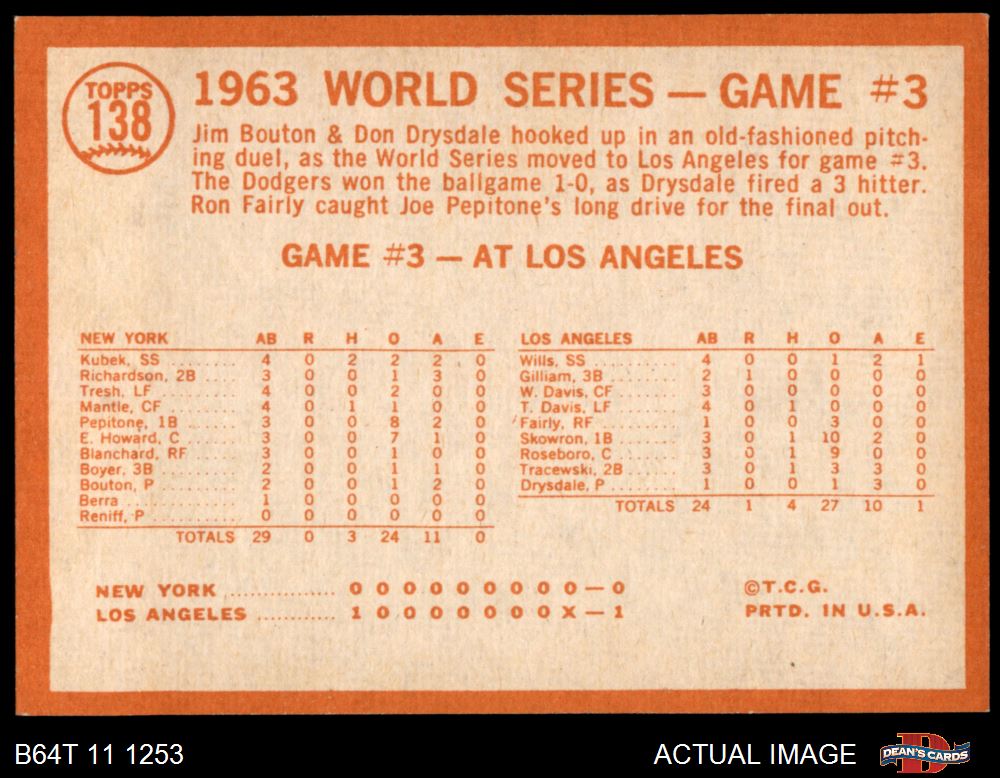 TOPPS
138
1963 WORLD SERIES — GAME #3
Jim Bouton & Don Drysdale hooked up in an old-fashioned pitch-
ing duel, as the World Series moved to Los Angeles for game #3.
The Dodgers won the ballgame 1-0, as Drysdale fired a 3 hitter.
Ron Fairly caught Joe Pepitone's long drive for the final out.
GAME #3 — AT LOS ANGELES
NEW YORK AB R H O A E
Kubek, SS ........ 4 0 2 2 2 0
Richardson, 2B .... 3 0 0 1 3 0
Tresh, LF ........ 4 0 0 2 0 0
Mantle, CF ........ 4 0 1 1 0 0
Pepitone, 1B ...... 3 0 0 8 2 0
E. Howard, C ...... 3 0 0 7 1 0
Blanchard, RF ..... 3 0 0 1 0 0
Boyer, 3B ........ 2 0 0 1 1 0
Bouton, P ........ 2 0 0 1 2 0
Berra ........ 1 0 0 0 0 0
Reniff, P ........ 0 0 0 0 0 0
TOTALS 29 0 3 24 11 0
LOS ANGELES AB R H O A E
Wills, SS ........ 4 0 0 1 2 1
Gilliam, 3B ........ 2 1 0 0 0 0
W. Davis, CF ...... 3 0 0 0 0 0
T. Davis, LF ...... 4 0 1 0 0 0
Fairly, RF ........ 1 0 0 3 0 0
Skowron, 1B ...... 3 0 1 10 2 0
Roseboro, C ...... 3 0 1 9 0 0
Tracewski, 2B ..... 3 0 1 3 3 0
Drysdale, P ...... 1 0 0 1 3 0
TOTALS 24 1 4 27 10 1
NEW YORK .............. 0 0 0 0 0 0 0 0 0 — 0
LOS ANGELES ........... 1 0 0 0 0 0 0 0 X — 1
©T.C.G.
PRTD. IN U.S.A.
B64T 11 1253
ACTUAL IMAGE
DEAN'S CARDS